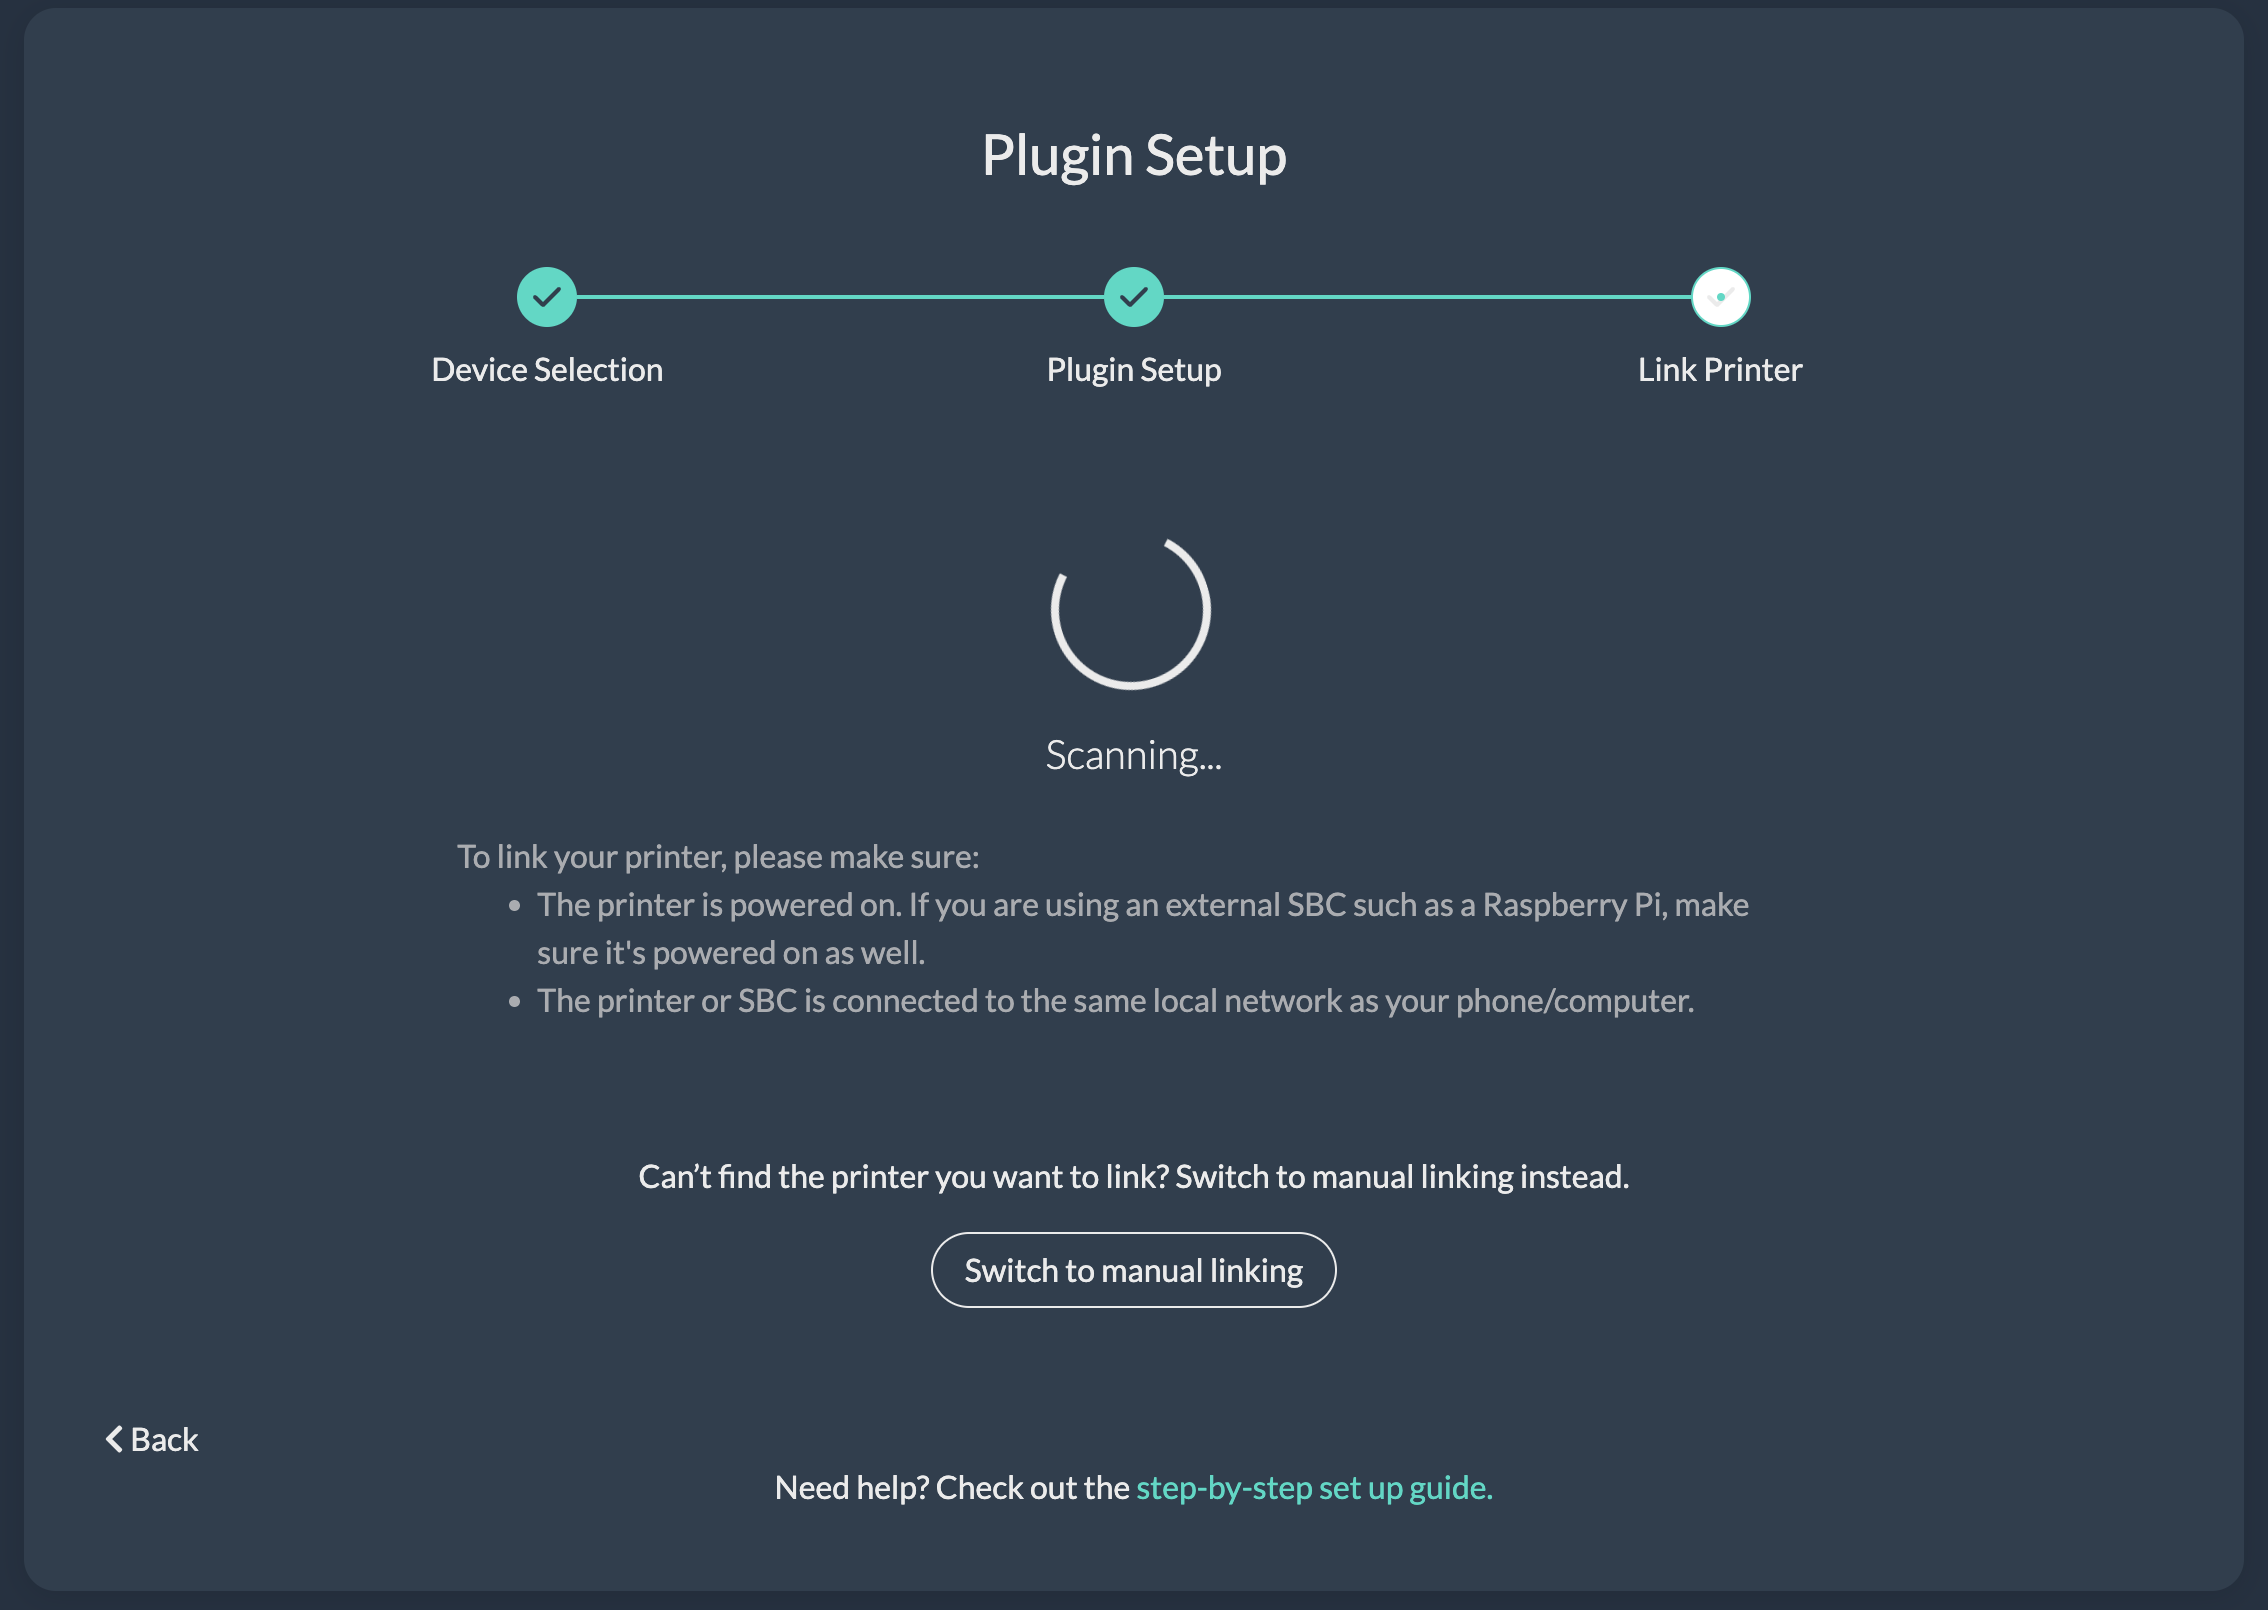 Plugin Setup
Device Selection
Plugin Setup
Link Printer
Scanning...
To link your printer, please make sure:
The printer is powered on. If you are using an external SBC such as a Raspberry Pi, make
sure it's powered on as well.
The printer or SBC is connected to the same local network as your phone/computer.
Can’t find the printer you want to link? Switch to manual linking instead.
Switch to manual linking
Back
Need help? Check out the step-by-step set up guide.